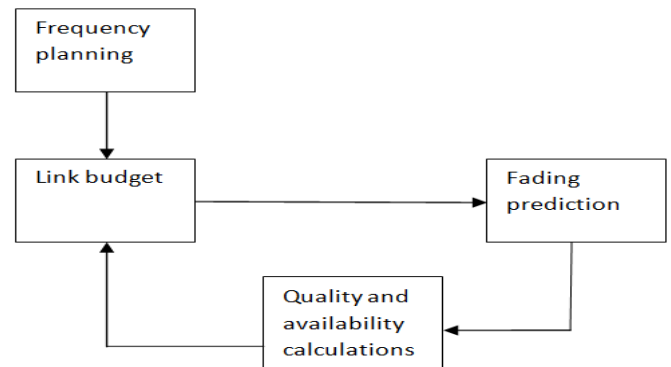 Frequency
planning
Link budget
Fading
prediction
Quality and
availability
calculations